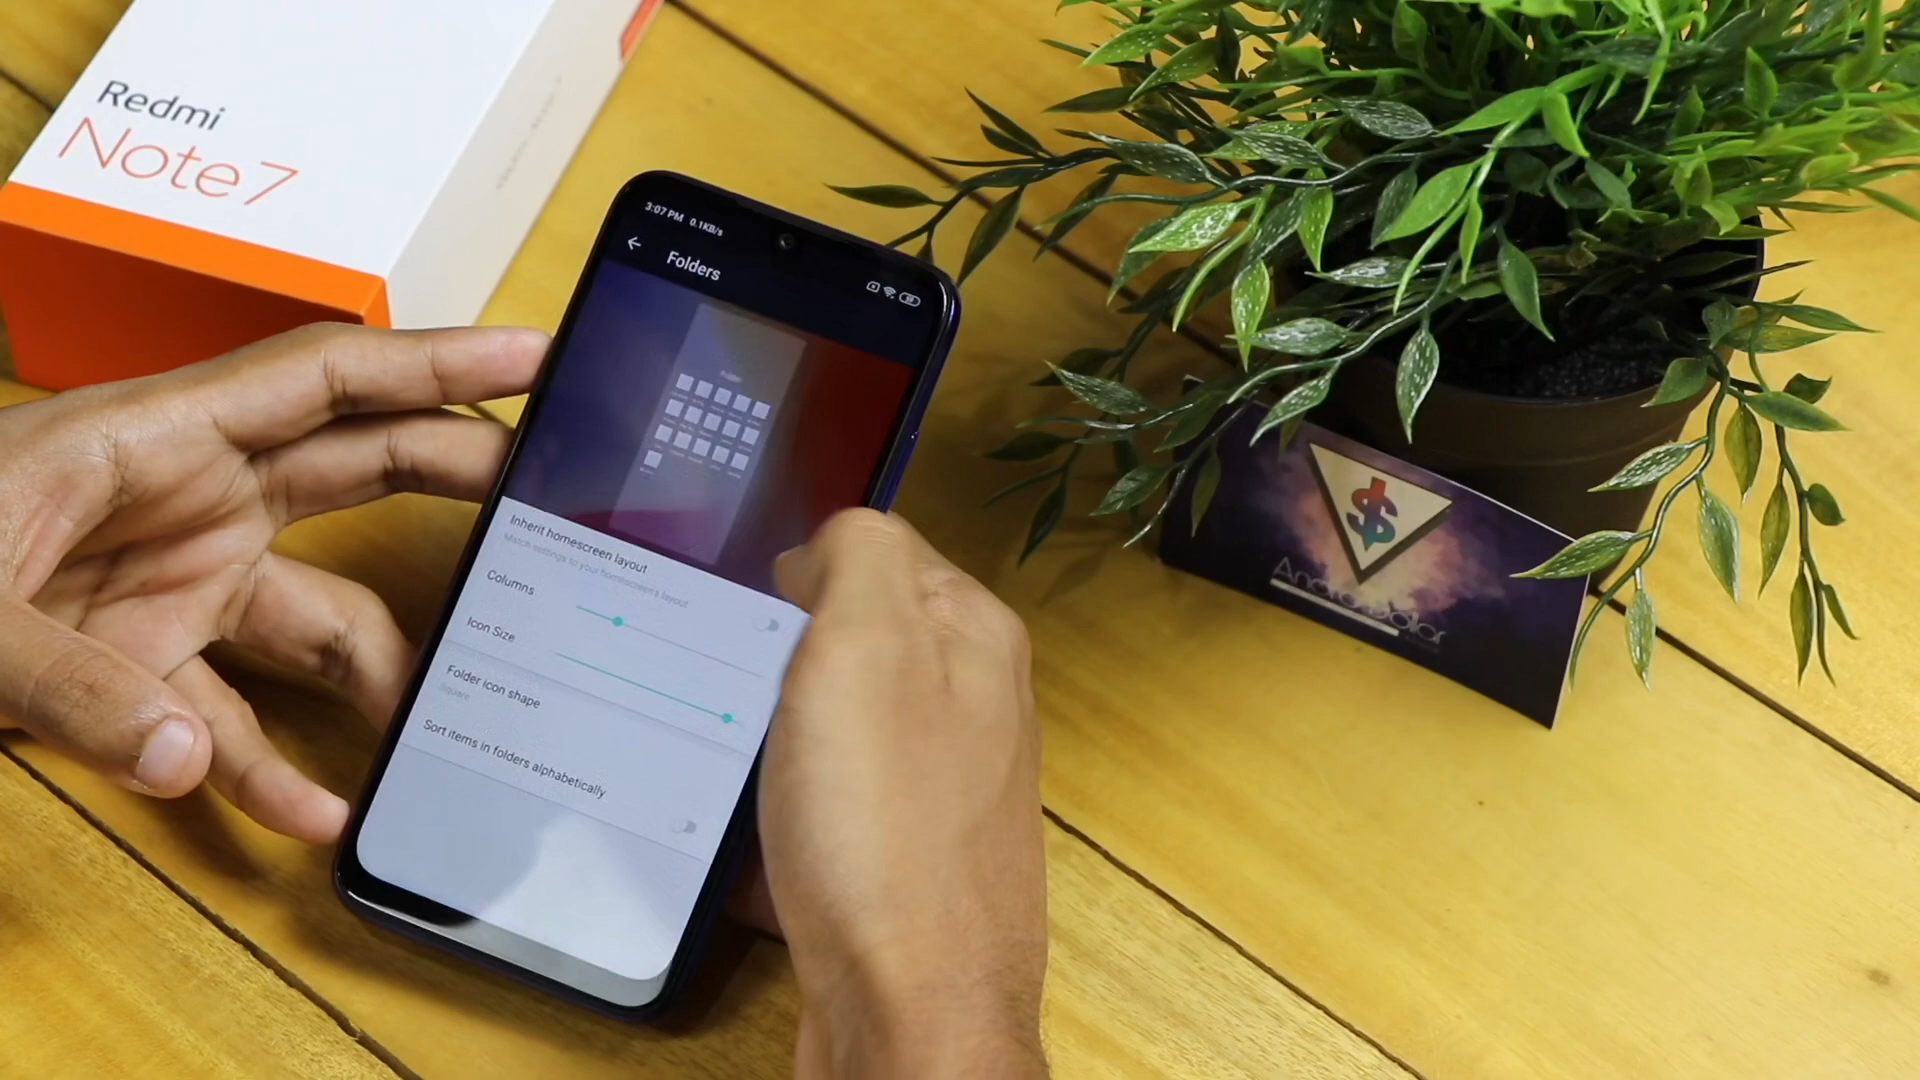 Redmi
Note 7
3:07 PM 0.1KB/s
Folders
Folder
Inherit homescreen layout
Match settings to your homescreen's layout
Columns
Icon Size
Folder icon shape
Square
Sort items in folders alphabetically